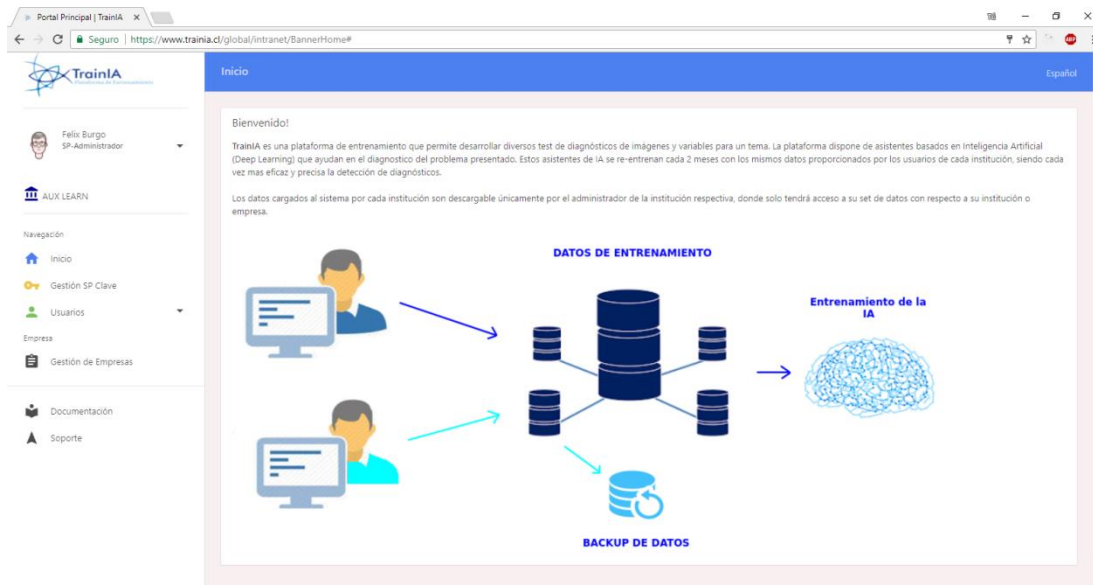 Portal Principal | TrainIA
Seguro | https://www.trainia.cl/global/intranet/BannerHome#
TrainIA
Inicio
Español
Felix Burgo
SP-Administrador
AUX LEARN
Navegación
Inicio
Gestión SP Clave
Usuarios
Empresa
Gestión de Empresas
Documentación
Soporte
Bienvenido!
TrainIA es una plataforma de entrenamiento que permite desarrollar diversos test de diagnósticos de imágenes y variables para un tema. La plataforma dispone de asistentes basados en Inteligencia Artificial
(Deep Learning) que ayudan en el diagnostico del problema presentado. Estos asistentes de IA se re-entrenan cada 2 meses con los mismos datos proporcionados por los usuarios de cada institución, siendo cada
vez mas eficaz y precisa la detección de diagnósticos.
Los datos cargados al sistema por cada institución son descargable únicamente por el administrador de la institución respectiva, donde solo tendrá acceso a su set de datos con respecto a su institución o
empresa.
DATOS DE ENTRENAMIENTO
Entrenamiento de la
IA
BACKUP DE DATOS